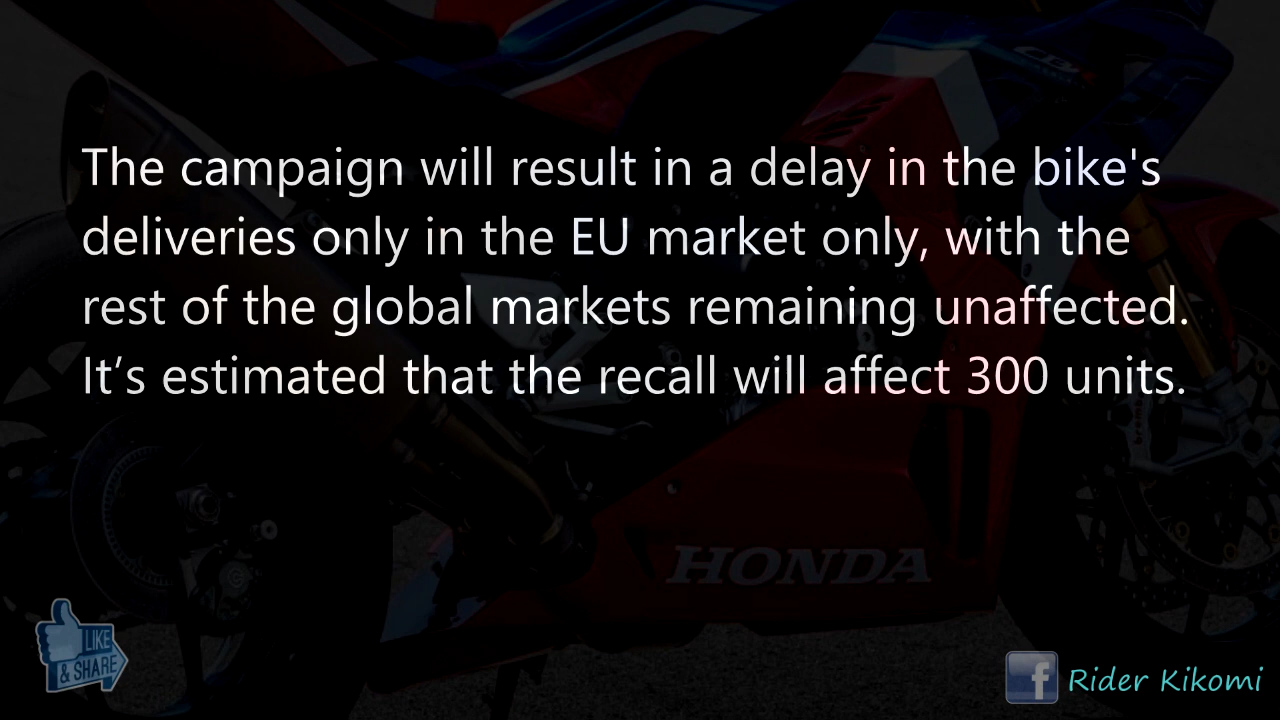 CBR
The campaign will result in a delay in the bike's
deliveries only in the EU market only, with the
rest of the global markets remaining unaffected.
It’s estimated that the recall will affect 300 units.
HONDA
LIKE
& SHARE
f Rider Kikomi